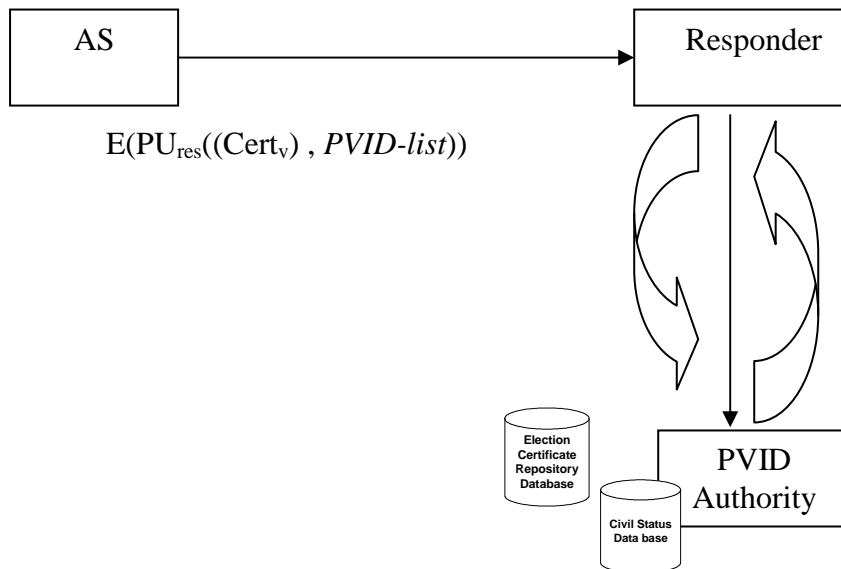 AS
Responder
E(PUres((Certv) , PVID-list))
Election
Certificate
Repository
Database
PVID
Authority
Civil Status
Data base